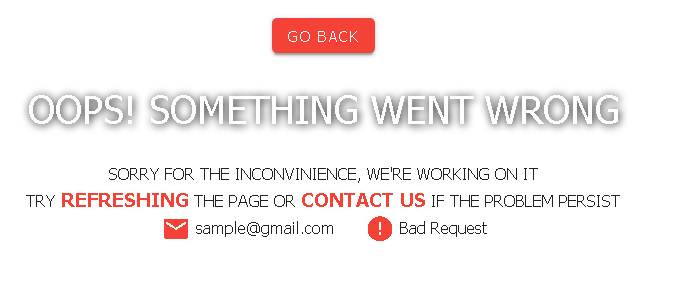 GO BACK
OOPS! SOMETHING WENT WRONG
SORRY FOR THE INCONVINIENCE, WE'RE WORKING ON IT
TRY REFRESHING THE PAGE OR CONTACT US IF THE PROBLEM PERSIST
sample@gmail.com Bad Request